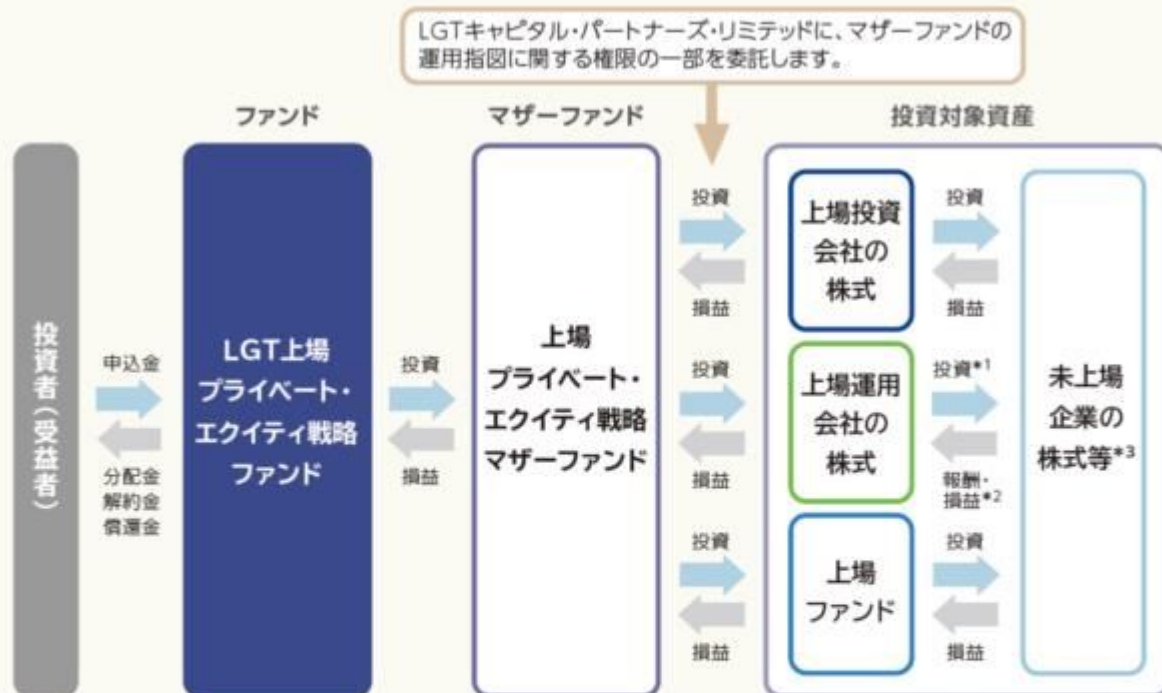 LGTキャピタル・パートナーズ・リミテッドに、マザーファンドの
運用指図に関する権限の一部を委託します。
ファンド
マザーファンド
投資対象資産
投資者(受益者)
申込金
分配金
解約金
償還金
LGT上場
プライベート・
エクイティ戦略
ファンド
投資
損益
上場
プライベート・
エクイティ戦略
マザーファンド
投資
損益
上場投資
会社の
株式
投資
損益
投資
損益
上場運用
会社の
株式
投資*1
報酬・
損益*2
投資
損益
上場
ファンド
投資
損益
未上場
企業の
株式等*3